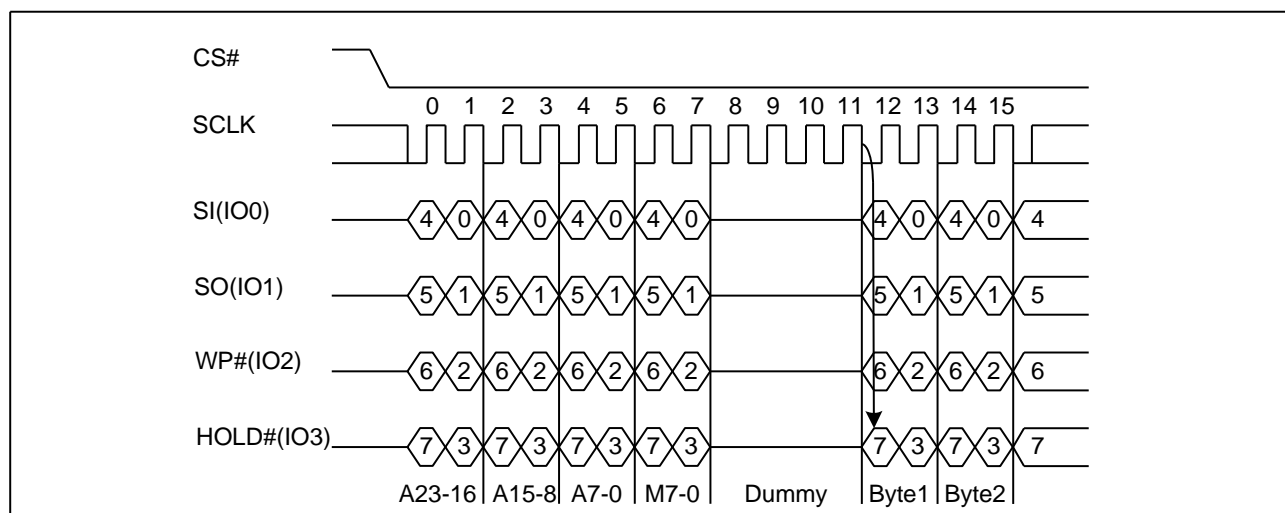 CS#
0 1 2 3 4 5 6 7 8 9 10 11 12 13 14 15
SCLK
SI(IO0) 4 0 4 0 4 0 4 0 4 0 4 0 4
SO(IO1) 5 1 5 1 5 1 5 1 5 1 5 1 5
WP#(IO2) 6 2 6 2 6 2 6 2 6 2 6 2 6
HOLD#(IO3) 7 3 7 3 7 3 7 3 7 3 7 3 7
A23-16 A15-8 A7-0 M7-0 Dummy Byte1 Byte2